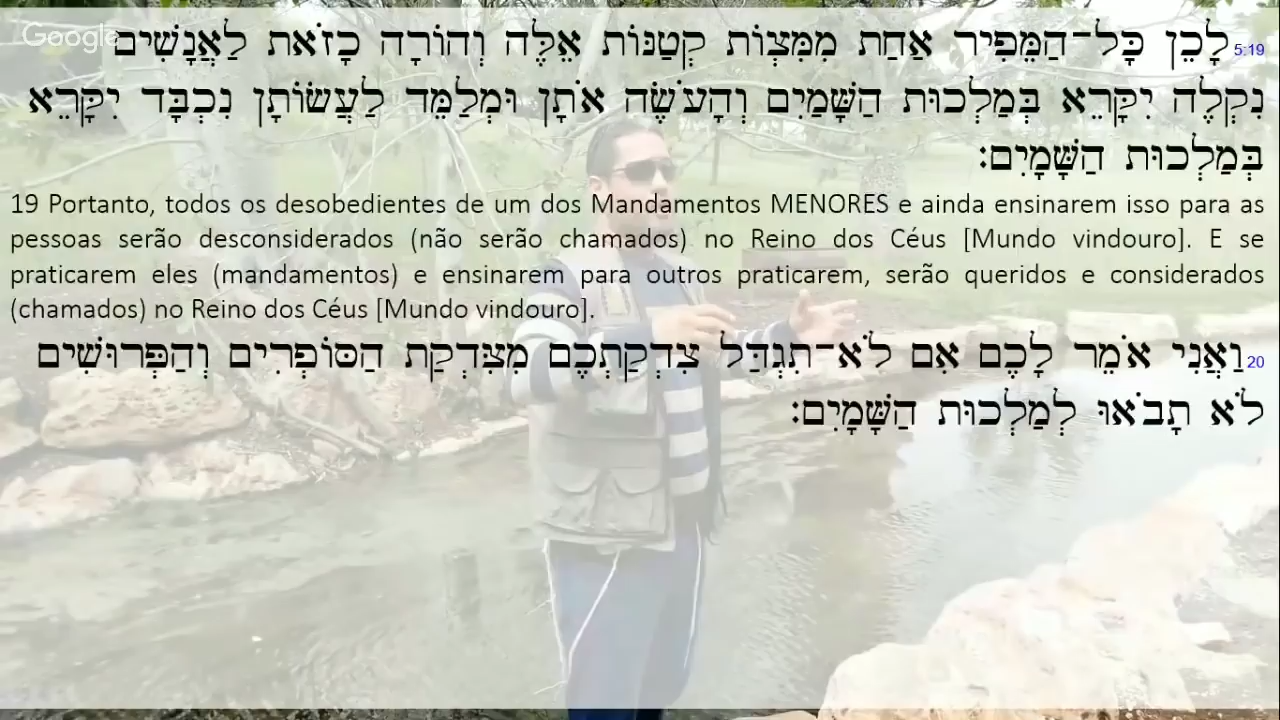 Google
5:19 לָכֵן כָּל־הַמֵּפִיר אַחַת מִמִּצְוֹת קְטַנּוֹת אֵלֶּה וְהוֹרָה כָזֹאת לַאֲנָשִׁים
נִקְלֶה יִקָּרֵא בְּמַלְכוּת הַשָּׁמַיִם וְהָעֹשֶׂה אֹתָן וּמְלַמֵּד לַעֲשׂוֹתָן נִכְבָּד יִקָּרֵא
בְּמַלְכוּת הַשָּׁמָיִם׃
19 Portanto, todos os desobedientes de um dos Mandamentos MENORES e ainda ensinarem isso para as
pessoas serão desconsiderados (não serão chamados) no Reino dos Céus [Mundo vindouro]. E se
praticarem eles (mandamentos) e ensinarem para outros praticarem, serão queridos e considerados
(chamados) no Reino dos Céus [Mundo vindouro].
20 וַאֲנִי אֹמֵר לָכֶם אִם לֹא־תִגְדַּל צִדְקַתְכֶם מִצִּדְקַת הַסּוֹפְרִים וְהַפְּרוּשִׁים
לֹא תָבֹאוּ לְמַלְכוּת הַשָּׁמָיִם׃